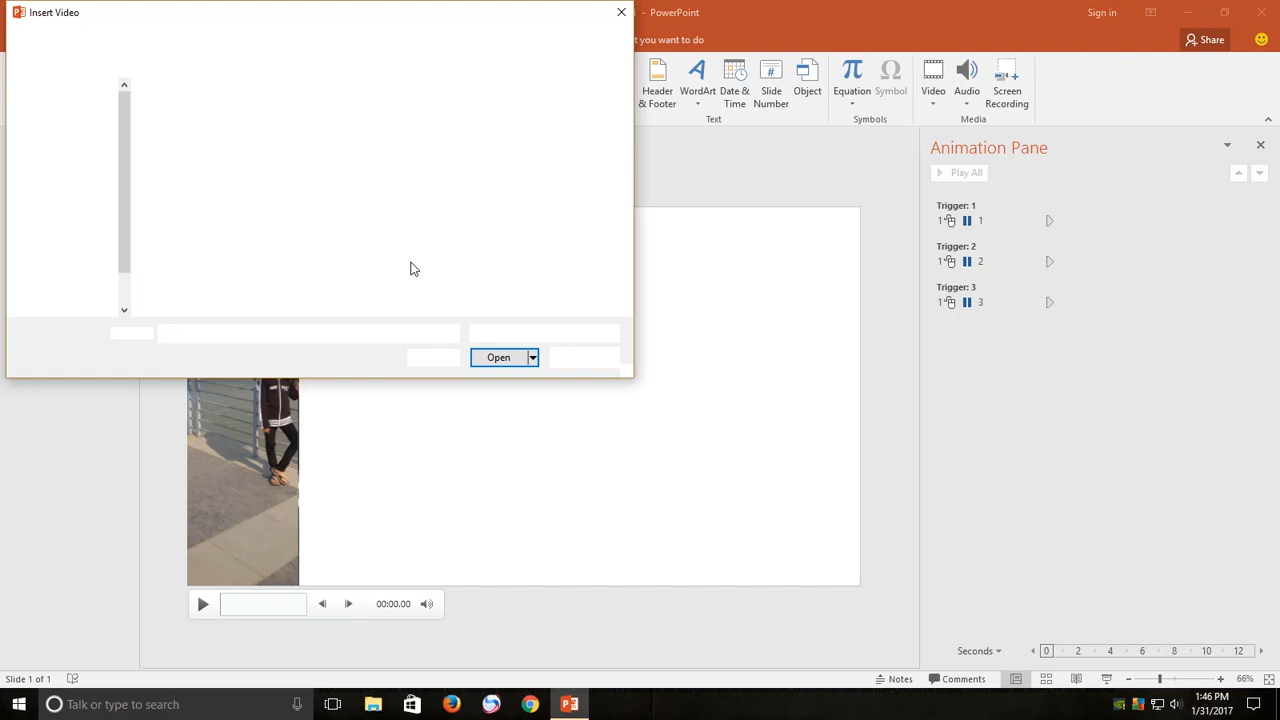 Insert Video
- PowerPoint
Sign in
t you want to do
Share
Header & Footer
WordArt
Date & Time
Slide Number
Object
Equation
Symbol
Video
Audio
Screen Recording
Text
Symbols
Media
Animation Pane
Play All
Trigger: 1
1 1
Trigger: 2
1 2
Trigger: 3
1 3
Open
00:00.00
Seconds
0 2 4 6 8 10 12
Slide 1 of 1
Notes
Comments
66%
Talk or type to search
1:46 PM
1/31/2017